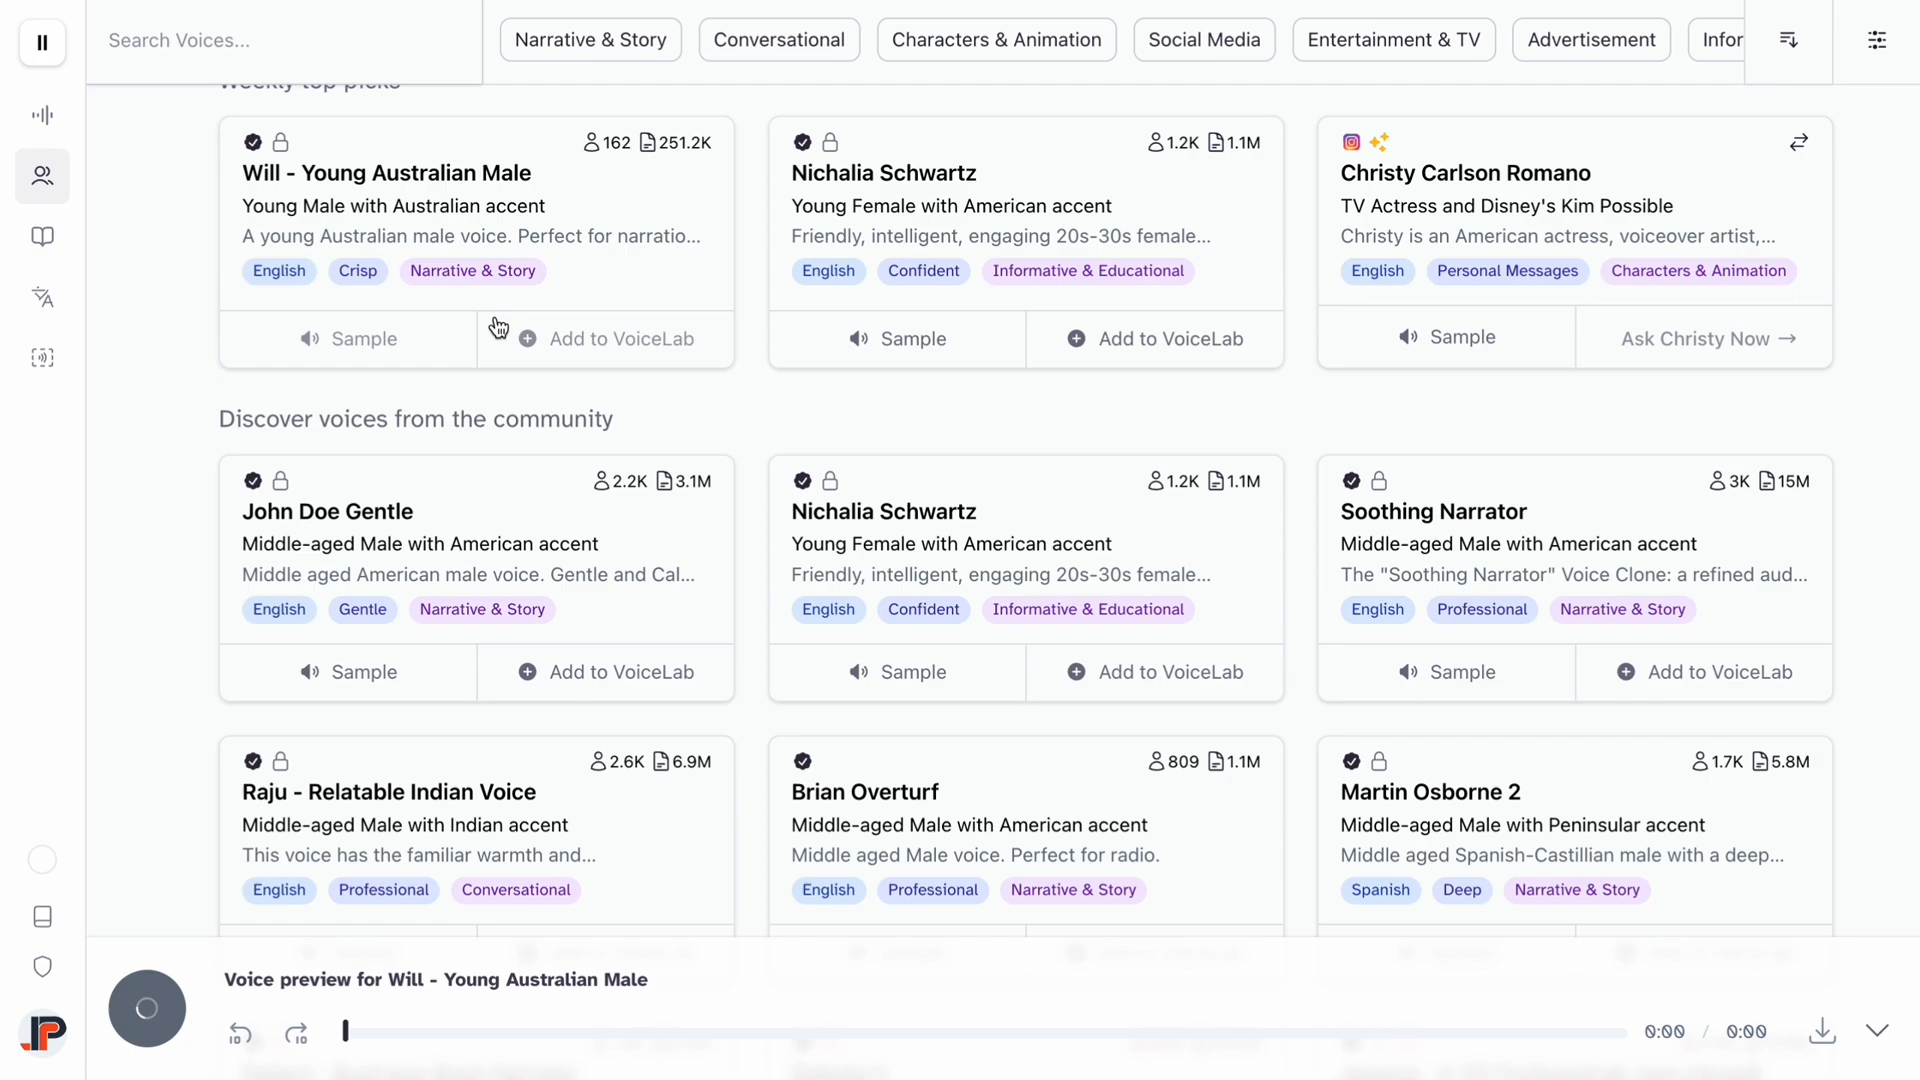 Search Voices...
Narrative & Story
Conversational
Characters & Animation
Social Media
Entertainment & TV
Advertisement
Infor
Weekly top picks
162 251.2K
Will - Young Australian Male
Young Male with Australian accent
A young Australian male voice. Perfect for narratio...
English Crisp Narrative & Story
Sample Add to VoiceLab
1.2K 1.1M
Nichalia Schwartz
Young Female with American accent
Friendly, intelligent, engaging 20s-30s female...
English Confident Informative & Educational
Sample Add to VoiceLab
Christy Carlson Romano
TV Actress and Disney's Kim Possible
Christy is an American actress, voiceover artist,...
English Personal Messages Characters & Animation
Sample Ask Christy Now →
Discover voices from the community
2.2K 3.1M
John Doe Gentle
Middle-aged Male with American accent
Middle aged American male voice. Gentle and Cal...
English Gentle Narrative & Story
Sample Add to VoiceLab
1.2K 1.1M
Nichalia Schwartz
Young Female with American accent
Friendly, intelligent, engaging 20s-30s female...
English Confident Informative & Educational
Sample Add to VoiceLab
3K 15M
Soothing Narrator
Middle-aged Male with American accent
The "Soothing Narrator" Voice Clone: a refined aud...
English Professional Narrative & Story
Sample Add to VoiceLab
2.6K 6.9M
Raju - Relatable Indian Voice
Middle-aged Male with Indian accent
This voice has the familiar warmth and...
English Professional Conversational
809 1.1M
Brian Overturf
Middle-aged Male with American accent
Middle aged Male voice. Perfect for radio.
English Professional Narrative & Story
1.7K 5.8M
Martin Osborne 2
Middle-aged Male with Peninsular accent
Middle aged Spanish-Castillian male with a deep...
Spanish Deep Narrative & Story
Voice preview for Will - Young Australian Male
15 15
0:00 / 0:00